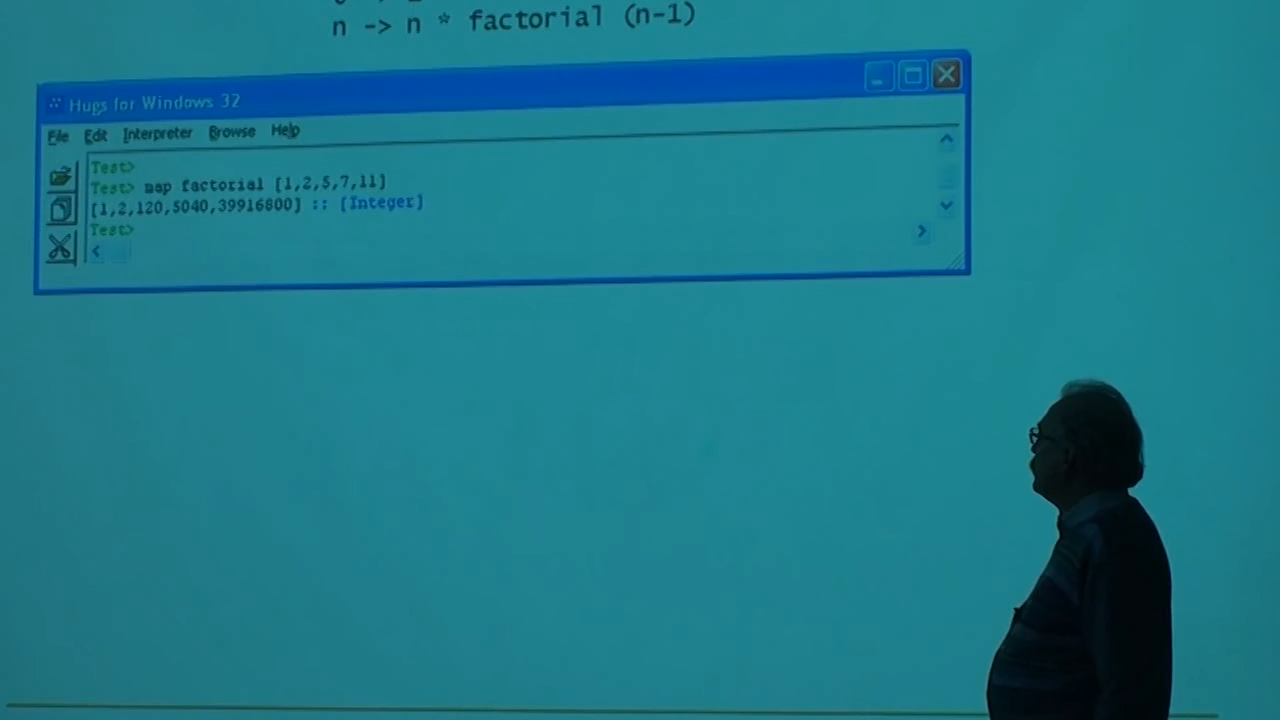 n -> n * factorial (n-1)
Hugs for Windows 32
File Edit Interpreter Browse Help
Test>
Test> map factorial [1,2,5,7,11]
[1,2,120,5040,39916800] :: [Integer]
Test>